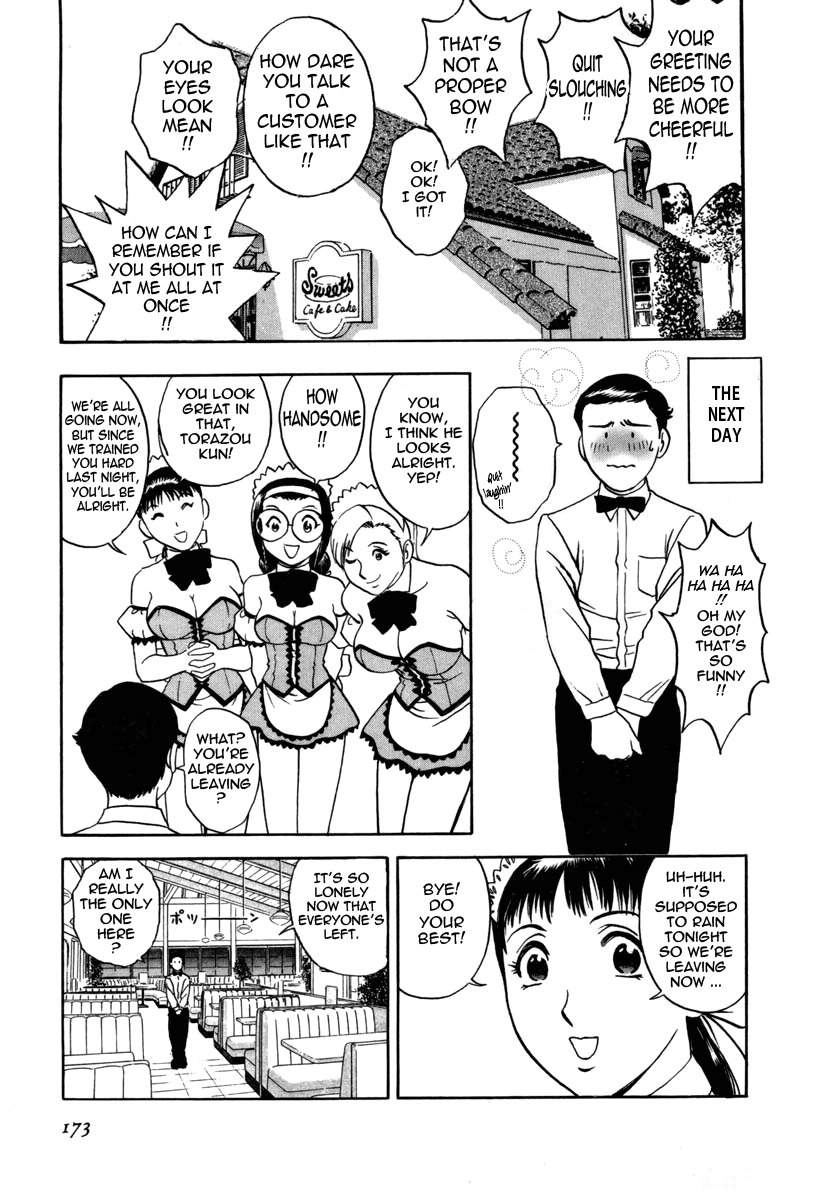 YOUR
GREETING
NEEDS TO
BE MORE
CHEERFUL
!!
QUIT
SLOUCHING
!!
THAT'S
NOT A
PROPER
BOW
!!
OK!
OK!
I GOT
IT!
HOW DARE
YOU TALK
TO A
CUSTOMER
LIKE THAT
!!
YOUR
EYES
LOOK
MEAN
!!
HOW CAN I
REMEMBER IF
YOU SHOUT IT
AT ME ALL AT
ONCE
!!
Sweets
Cafe & Cake
THE
NEXT
DAY
Quit
laughin'
!!
WA HA
HA HA HA
!!
OH MY
GOD!
THAT'S
SO
FUNNY
!!
YOU
KNOW,
I THINK HE
LOOKS
ALRIGHT.
YEP!
HOW
HANDSOME
!!
YOU LOOK
GREAT IN
THAT,
TORAZOU
KUN!
WE'RE ALL
GOING NOW,
BUT SINCE
WE TRAINED
YOU HARD
LAST NIGHT,
YOU'LL BE
ALRIGHT.
WHAT?
YOU'RE
ALREADY
LEAVING
?
UH-HUH.
IT'S
SUPPOSED
TO RAIN
TONIGHT
SO WE'RE
LEAVING
NOW ...
BYE!
DO
YOUR
BEST!
IT'S SO
LONELY
NOW THAT
EVERYONE'S
LEFT.
ポツーン
AM I
REALLY
THE ONLY
ONE
HERE
?
173